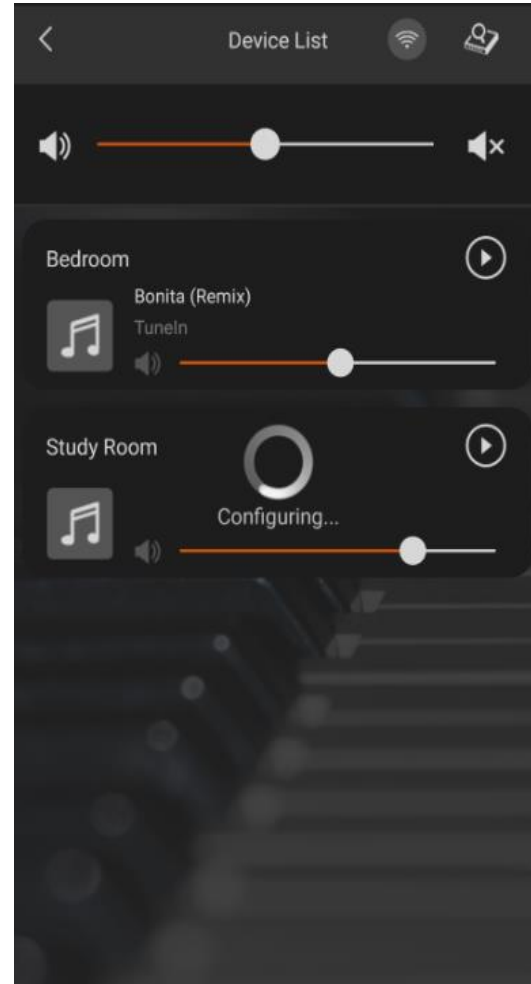 Device List
Bedroom
Bonita (Remix)
TuneIn
Study Room
Configuring...